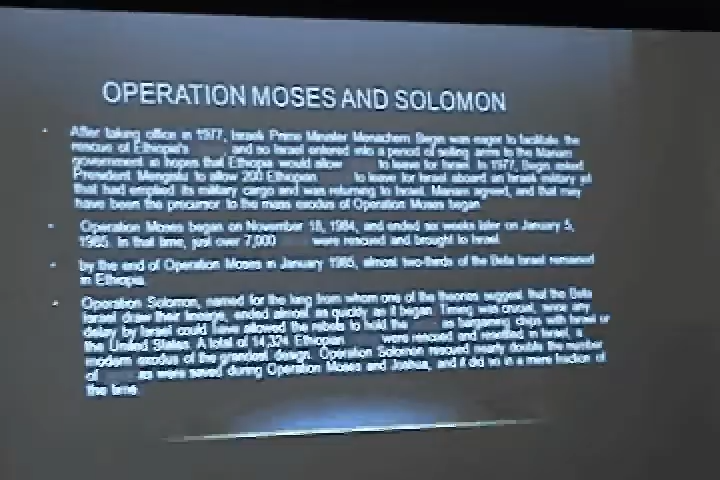 OPERATION MOSES AND SOLOMON
After taking office in 1977, Israeli Prime Minister Menachem Begin was eager to facilitate the
rescue of Ethiopia's and so Israel entered into a period of selling arms to the Mariam
government in hopes that Ethiopia would allow to leave for Israel. In 1977, Begin asked
President Mengistu to allow 200 Ethiopian to leave for Israel aboard an Israeli military jet
that had emptied its military cargo and was returning to Israel. Mariam agreed, and that may
have been the precursor to the mass exodus of Operation Moses began.
Operation Moses began on November 18, 1984, and ended six weeks later on January 5,
1985. In that time, just over 7,000 were rescued and brought to Israel.
by the end of Operation Moses in January 1985, almost two-thirds of the Beta Israel remained
in Ethiopia.
Operation Solomon, named for the king from whom one of the theories suggest that the Beta
Israel draw their lineage, ended almost as quickly as it began. Timing was crucial, since any
delay by Israel could have allowed the rebels to hold the as bargaining chips with Israel or
the United States. A total of 14,324 Ethiopian were rescued and resettled in Israel, a
modern exodus of the grandest design. Operation Solomon rescued nearly double the number
of as were saved during Operation Moses and Joshua, and it did so in a mere fraction of
the time.